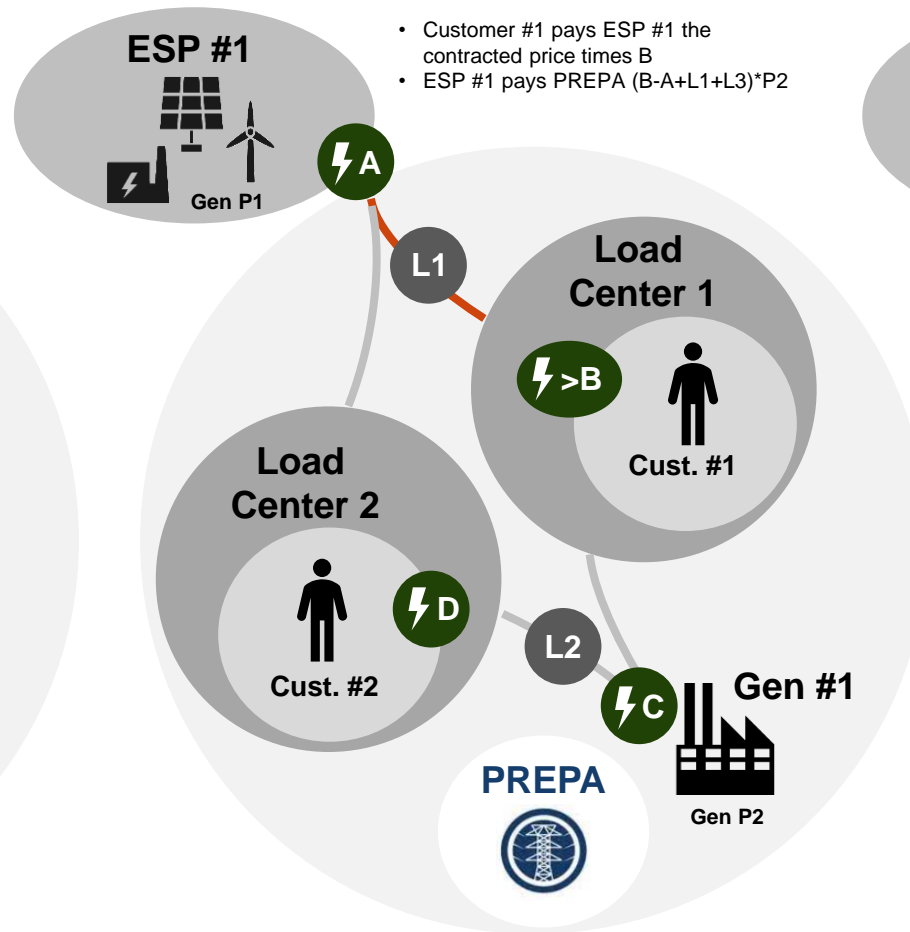 ESP #1
• Customer #1 pays ESP #1 the
contracted price times B
• ESP #1 pays PREPA (B-A+L1+L3)*P2
A
Gen P1
L1
Load
Center 1
>B
Cust. #1
Load
Center 2
D
Cust. #2
L2
C
Gen #1
Gen P2
PREPA